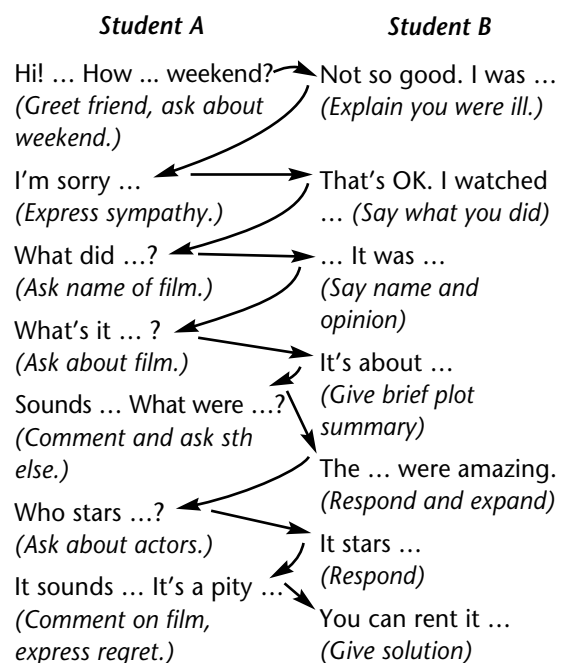 Student A
Student B
Hi! … How ... weekend?
(Greet friend, ask about
weekend.)
Not so good. I was …
(Explain you were ill.)
I'm sorry …
(Express sympathy.)
That's OK. I watched
… (Say what you did)
What did …?
(Ask name of film.)
… It was …
(Say name and
opinion)
What's it … ?
(Ask about film.)
It's about …
(Give brief plot
summary)
Sounds … What were …?
(Comment and ask sth
else.)
The … were amazing.
(Respond and expand)
Who stars …?
(Ask about actors.)
It stars …
(Respond)
It sounds … It's a pity …
(Comment on film,
express regret.)
You can rent it …
(Give solution)